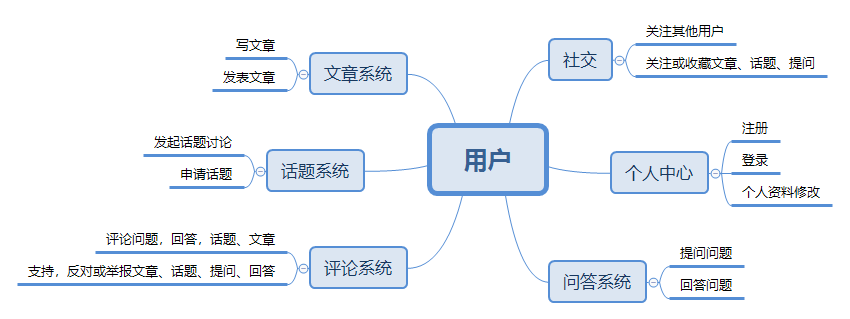 用户
文章系统
写文章
发表文章
话题系统
发起话题讨论
申请话题
评论系统
评论问题，回答，话题、文章
支持，反对或举报文章、话题、提问、回答
社交
关注其他用户
关注或收藏文章、话题、提问
个人中心
注册
登录
个人资料修改
问答系统
提问问题
回答问题